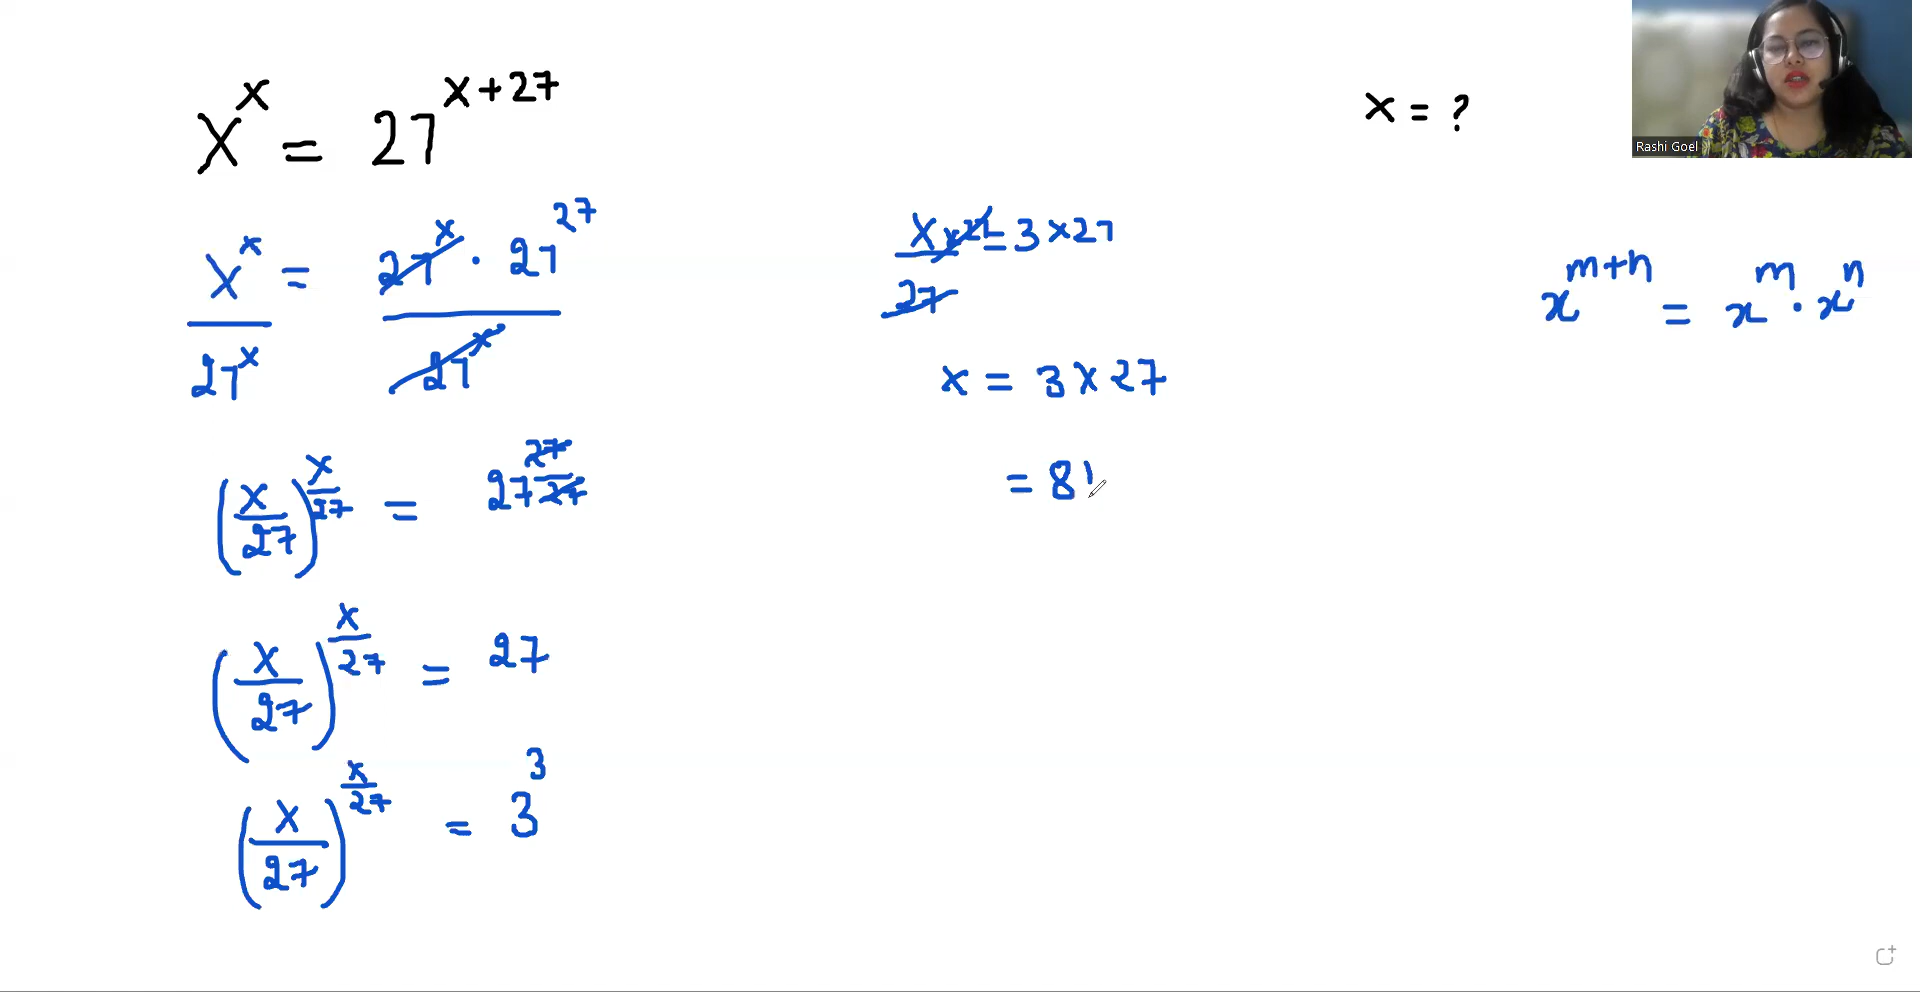 x^x = 27^(x+27)
x = ?
Rashi Goel
x^x / 27^x = 27^x · 27^27 / 27^x
(x/27)^(x/27) = 27^(27/27)
(x/27)^(x/27) = 27
(x/27)^(x/27) = 3^3
x × 27 / 27 = 3 × 27
x = 3 × 27
= 81
x^(m+n) = x^m · x^n